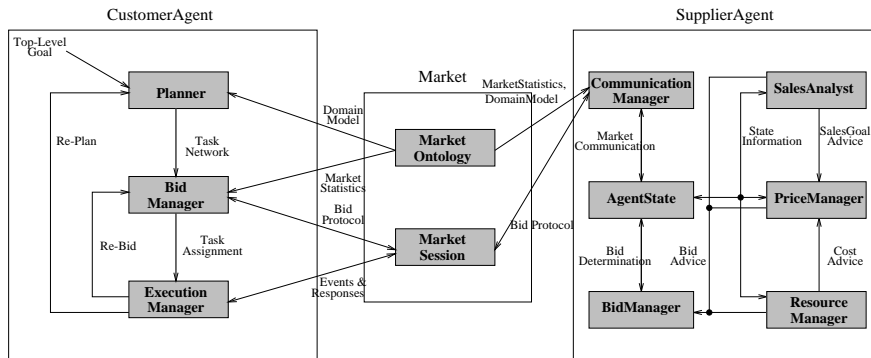 CustomerAgent
SupplierAgent
Top-Level
Goal
Planner
Re-Plan
Task
Network
Bid
Manager
Re-Bid
Task
Assignment
Execution
Manager
Domain
Model
Market
Statistics
Bid
Protocol
Events &
Responses
Market
Market
Ontology
Market
Session
MarketStatistics,
DomainModel
Bid Protocol
Communication
Manager
Market
Communication
AgentState
Bid
Determination
BidManager
Bid
Advice
SalesAnalyst
State
Information
SalesGoal
Advice
PriceManager
Cost
Advice
Resource
Manager